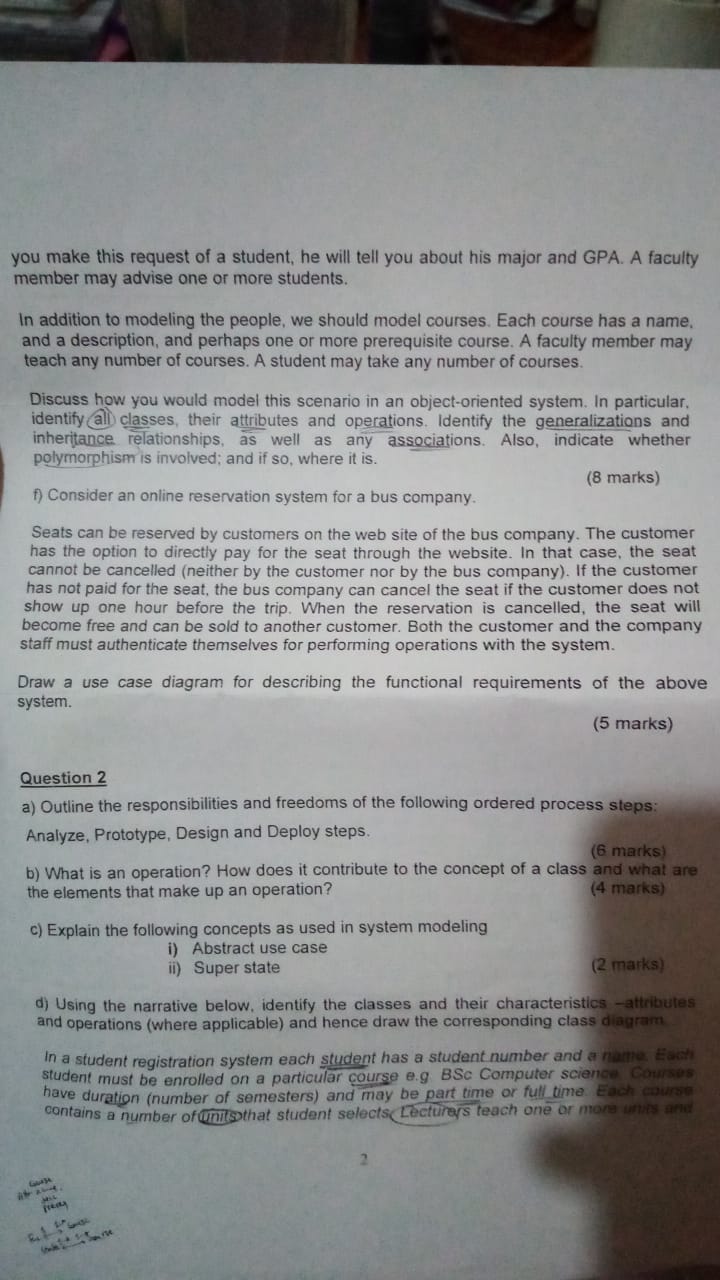 you make this request of a student, he will tell you about his major and GPA. A faculty
member may advise one or more students.
In addition to modeling the people, we should model courses. Each course has a name,
and a description, and perhaps one or more prerequisite course. A faculty member may
teach any number of courses. A student may take any number of courses.
Discuss how you would model this scenario in an object-oriented system. In particular,
identify all classes, their attributes and operations. Identify the generalizations and
inheritance relationships, as well as any associations. Also, indicate whether
polymorphism is involved; and if so, where it is.
(8 marks)
f) Consider an online reservation system for a bus company.
Seats can be reserved by customers on the web site of the bus company. The customer
has the option to directly pay for the seat through the website. In that case, the seat
cannot be cancelled (neither by the customer nor by the bus company). If the customer
has not paid for the seat, the bus company can cancel the seat if the customer does not
show up one hour before the trip. When the reservation is cancelled, the seat will
become free and can be sold to another customer. Both the customer and the company
staff must authenticate themselves for performing operations with the system.
Draw a use case diagram for describing the functional requirements of the above
system.
(5 marks)
Question 2
a) Outline the responsibilities and freedoms of the following ordered process steps:
Analyze, Prototype, Design and Deploy steps.
(6 marks)
b) What is an operation? How does it contribute to the concept of a class and what are
the elements that make up an operation?
(4 marks)
c) Explain the following concepts as used in system modeling
i) Abstract use case
ii) Super state
(2 marks)
d) Using the narrative below, identify the classes and their characteristics –attributes
and operations (where applicable) and hence draw the corresponding class diagram.
In a student registration system each student has a student number and a name. Each
student must be enrolled on a particular course e.g BSc Computer science. Courses
have duration (number of semesters) and may be part time or full time. Each course
contains a number of units that student selects. Lecturers teach one or more units and
2